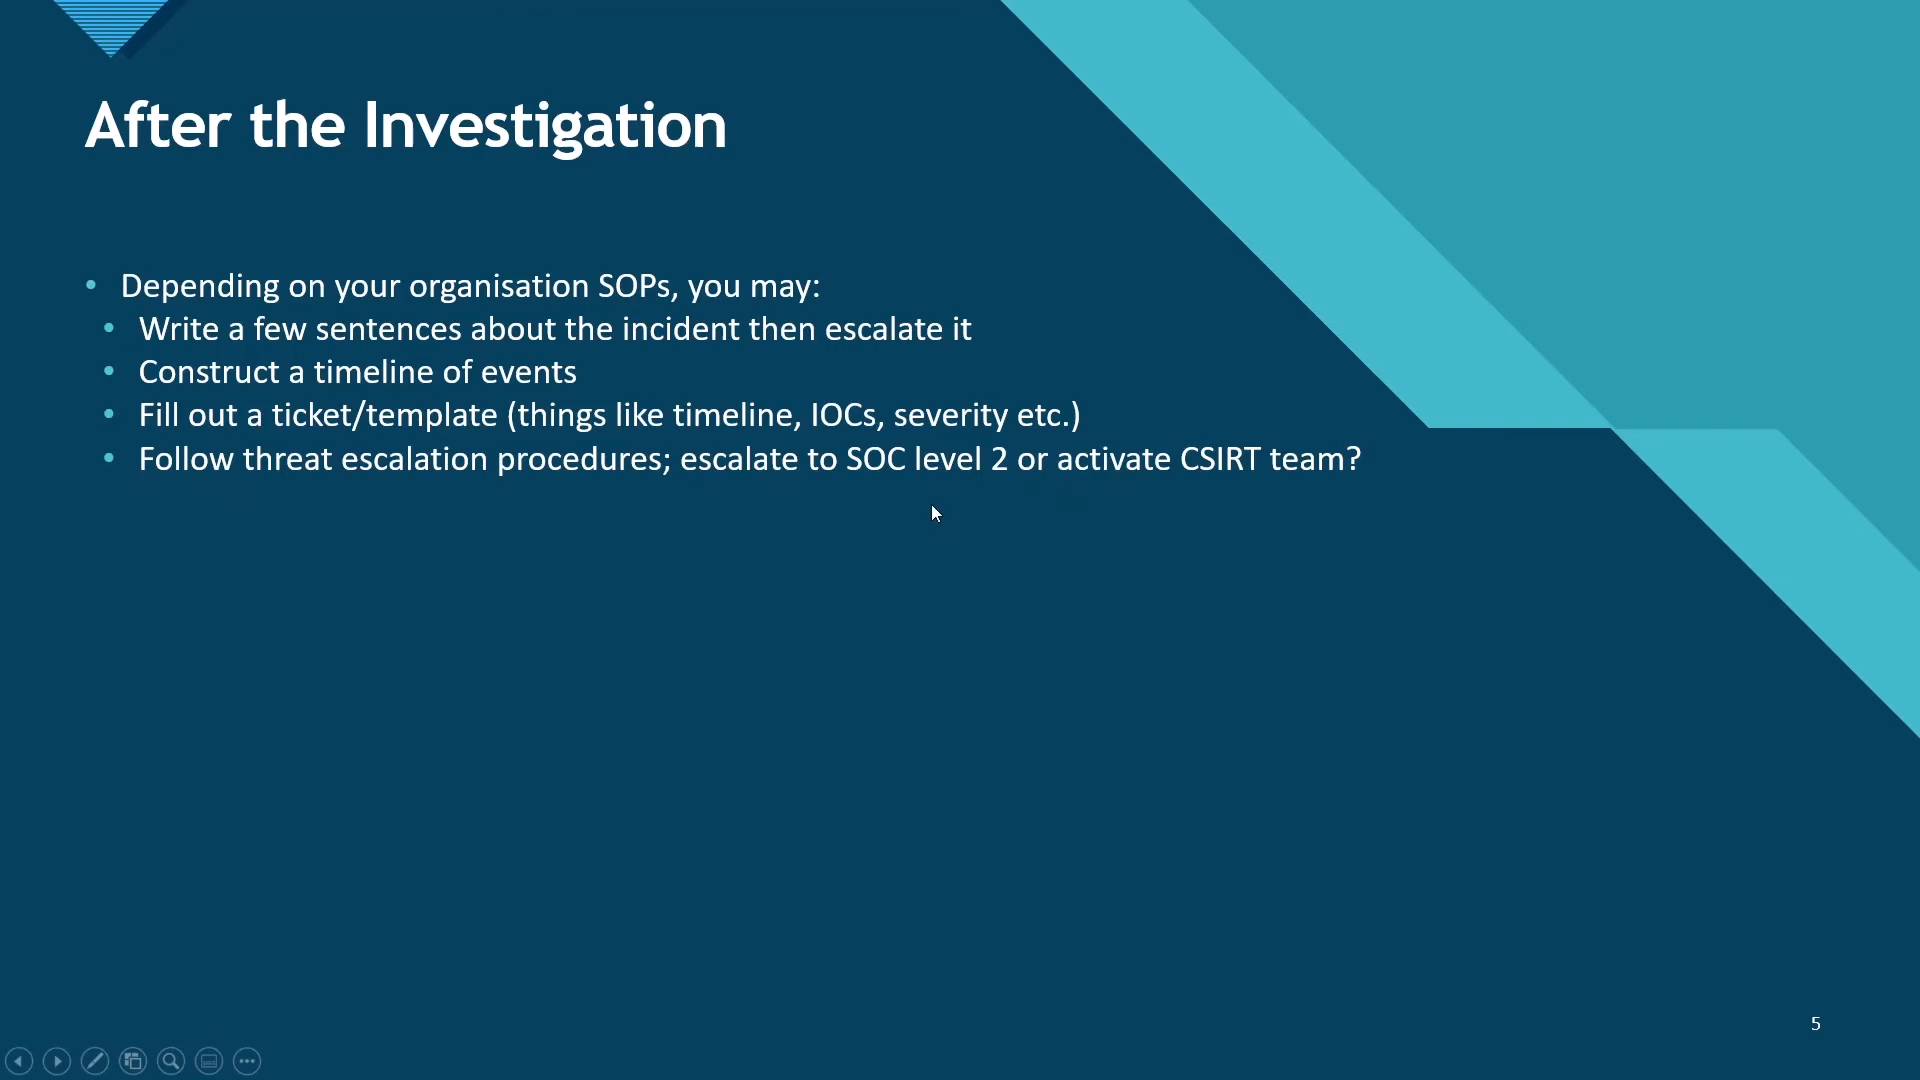 After the Investigation
• Depending on your organisation SOPs, you may:
• Write a few sentences about the incident then escalate it
• Construct a timeline of events
• Fill out a ticket/template (things like timeline, IOCs, severity etc.)
• Follow threat escalation procedures; escalate to SOC level 2 or activate CSIRT team?
5